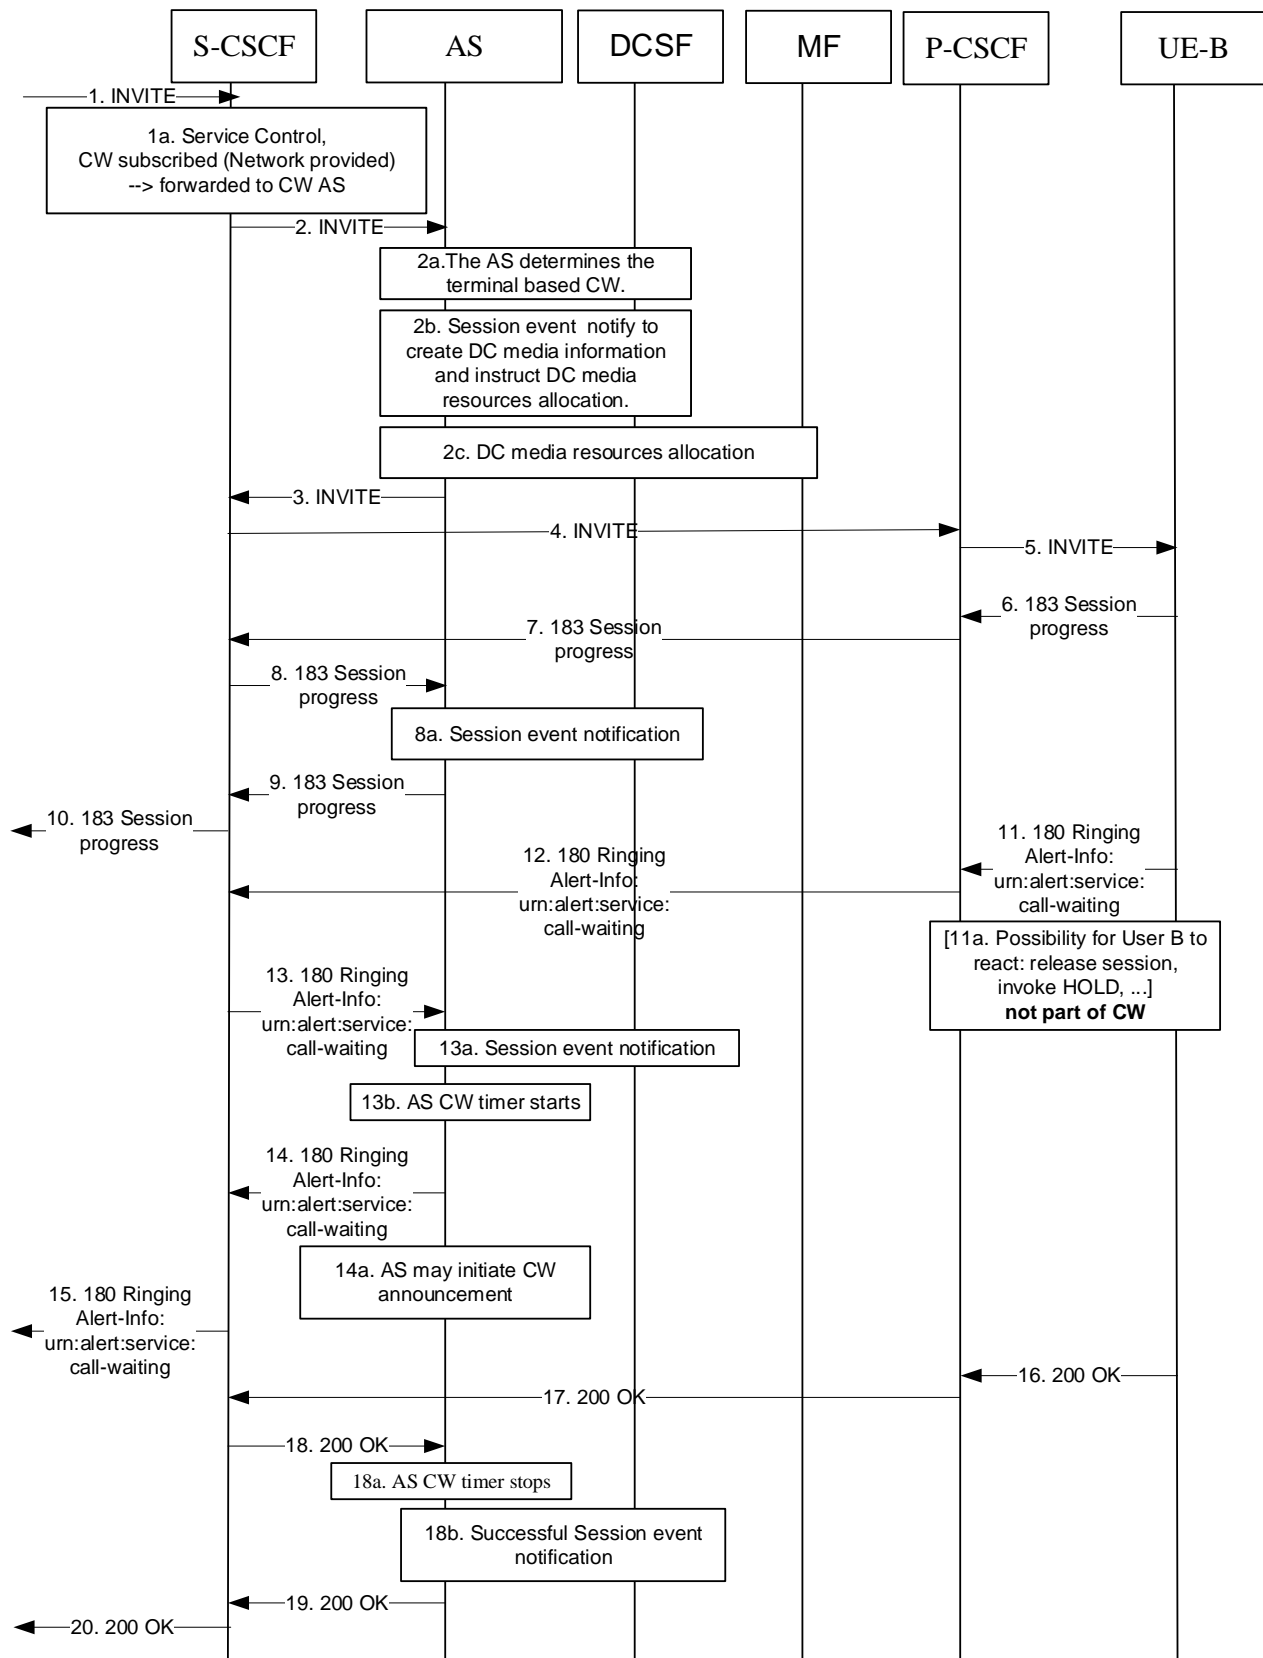 S-CSCF
AS
DCSF
MF
P-CSCF
UE-B
1. INVITE
1a. Service Control,
CW subscribed (Network provided)
--> forwarded to CW AS
2. INVITE
2a.The AS determines the
terminal based CW.
2b. Session event  notify to
create DC media information
and instruct DC media
resources allocation.
2c. DC media resources allocation
3. INVITE
4. INVITE
5. INVITE
6. 183 Session
progress
7. 183 Session
progress
8. 183 Session
progress
8a. Session event notification
9. 183 Session
progress
10. 183 Session
progress
11. 180 Ringing
Alert-Info:
urn:alert:service:
call-waiting
12. 180 Ringing
Alert-Info:
urn:alert:service:
call-waiting
[11a. Possibility for User B to
react: release session,
invoke HOLD, ...]
not part of CW
13. 180 Ringing
Alert-Info:
urn:alert:service:
call-waiting
13a. Session event notification
13b. AS CW timer starts
14. 180 Ringing
Alert-Info:
urn:alert:service:
call-waiting
14a. AS may initiate CW
announcement
15. 180 Ringing
Alert-Info:
urn:alert:service:
call-waiting
16. 200 OK
17. 200 OK
18. 200 OK
18a. AS CW timer stops
18b. Successful Session event
notification
19. 200 OK
20. 200 OK